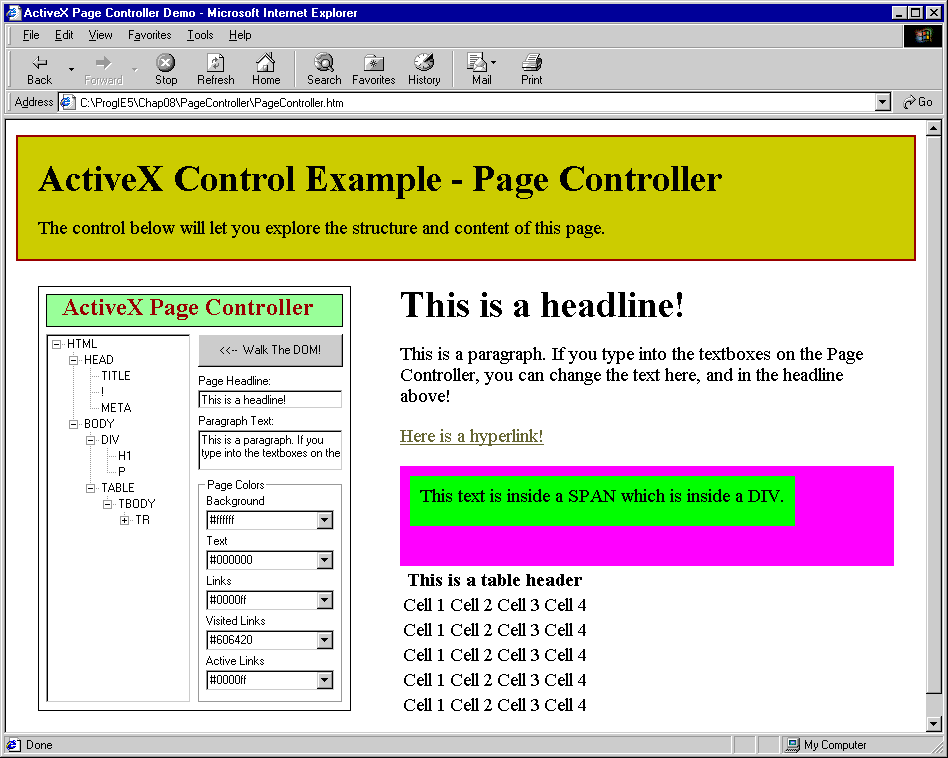 ActiveX Page Controller Demo - Microsoft Internet Explorer
File Edit View Favorites Tools Help
Back Forward Stop Refresh Home Search Favorites History Mail Print
Address C:\ProgIE5\Chap08\PageController\PageController.htm Go
ActiveX Control Example - Page Controller
The control below will let you explore the structure and content of this page.
ActiveX Page Controller
HTML
HEAD
TITLE
!
META
BODY
DIV
H1
P
TABLE
TBODY
TR
<<-- Walk The DOM!
Page Headline:
This is a headline!
Paragraph Text:
This is a paragraph. If you
type into the textboxes on the
Page Colors
Background
#ffffff
Text
#000000
Links
#0000ff
Visited Links
#606420
Active Links
#0000ff
This is a headline!
This is a paragraph. If you type into the textboxes on the Page
Controller, you can change the text here, and in the headline
above!
Here is a hyperlink!
This text is inside a SPAN which is inside a DIV.
This is a table header
Cell 1 Cell 2 Cell 3 Cell 4
Cell 1 Cell 2 Cell 3 Cell 4
Cell 1 Cell 2 Cell 3 Cell 4
Cell 1 Cell 2 Cell 3 Cell 4
Cell 1 Cell 2 Cell 3 Cell 4
Done My Computer